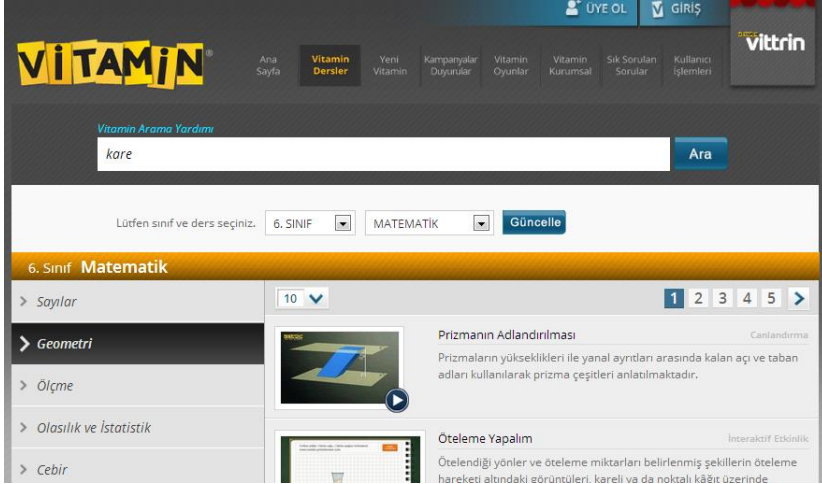 ÜYE OL
GİRİŞ
vittrin
VİTAMİN®
Ana Sayfa
Vitamin Dersler
Yeni Vitamin
Kampanyalar Duyurular
Vitamin Oyunlar
Vitamin Kurumsal
Sık Sorulan Sorular
Kullanıcı İşlemleri
Vitamin Arama Yardımı
kare
Ara
Lütfen sınıf ve ders seçiniz.
6. SINIF
MATEMATİK
Güncelle
6. Sınıf Matematik
Sayılar
Geometri
Ölçme
Olasılık ve İstatistik
Cebir
10
1 2 3 4 5
Prizmanın Adlandırılması
Canlandırma
Prizmaların yükseklikleri ile yanal ayrıtları arasında kalan açı ve taban
adları kullanılarak prizma çeşitleri anlatılmaktadır.
Öteleme Yapalım
İnteraktif Etkinlik
Ötelendiği yönler ve öteleme miktarları belirlenmiş şekillerin öteleme
hareketi altındaki görüntüleri, kareli ya da noktalı kâğıt üzerinde